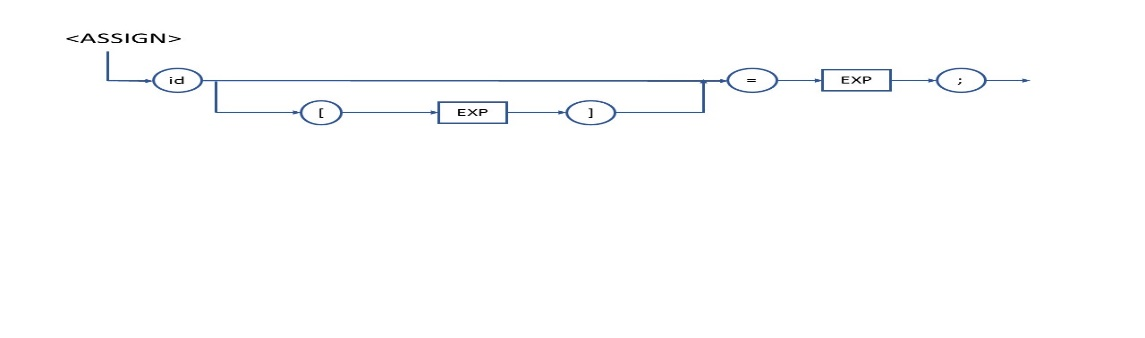 <ASSIGN>
id = EXP ;
[ EXP ]